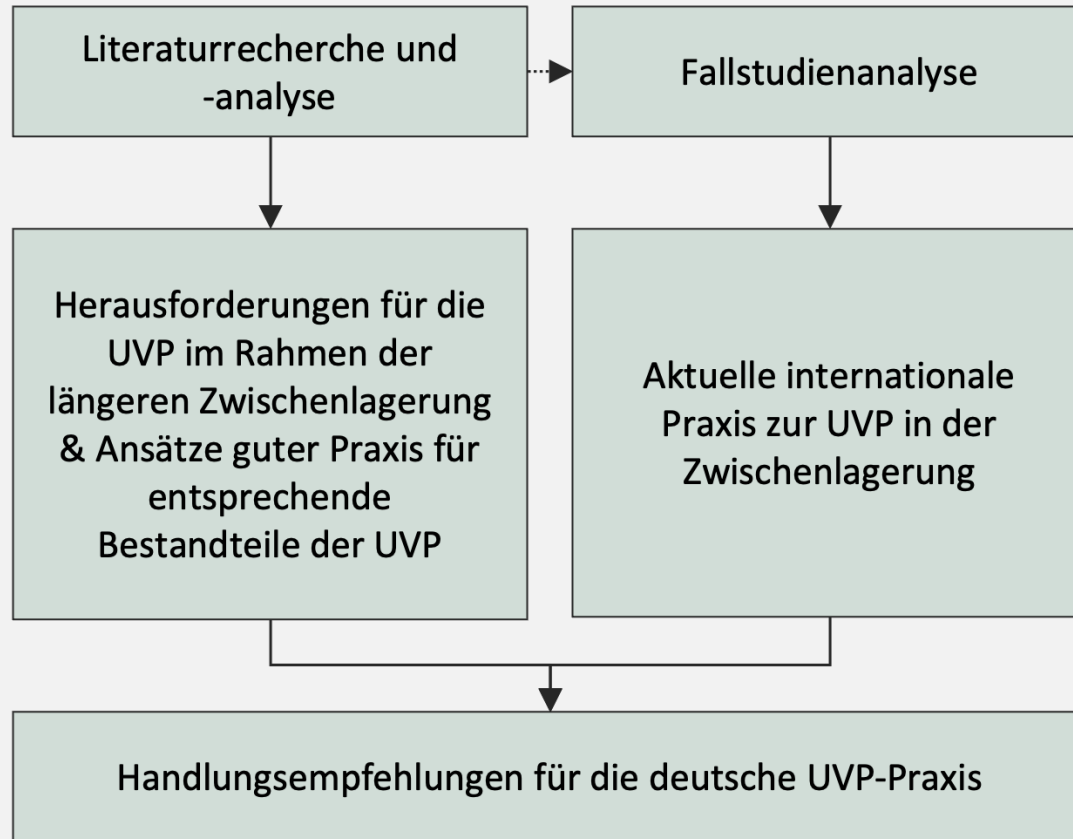 Literaturrecherche und
-analyse
Fallstudienanalyse
Herausforderungen für die
UVP im Rahmen der
längeren Zwischenlagerung
& Ansätze guter Praxis für
entsprechende
Bestandteile der UVP
Aktuelle internationale
Praxis zur UVP in der
Zwischenlagerung
Handlungsempfehlungen für die deutsche UVP-Praxis